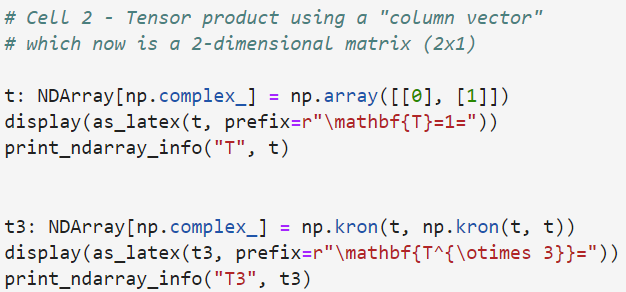 # Cell 2 - Tensor product using a "column vector"
# which now is a 2-dimensional matrix (2x1)
t: NDArray[np.complex_] = np.array([[0], [1]])
display(as_latex(t, prefix=r"\mathbf{T}=1="))
print_ndarray_info("T", t)
t3: NDArray[np.complex_] = np.kron(t, np.kron(t, t))
display(as_latex(t3, prefix=r"\mathbf{T^{\otimes 3}}="))
print_ndarray_info("T3", t3)